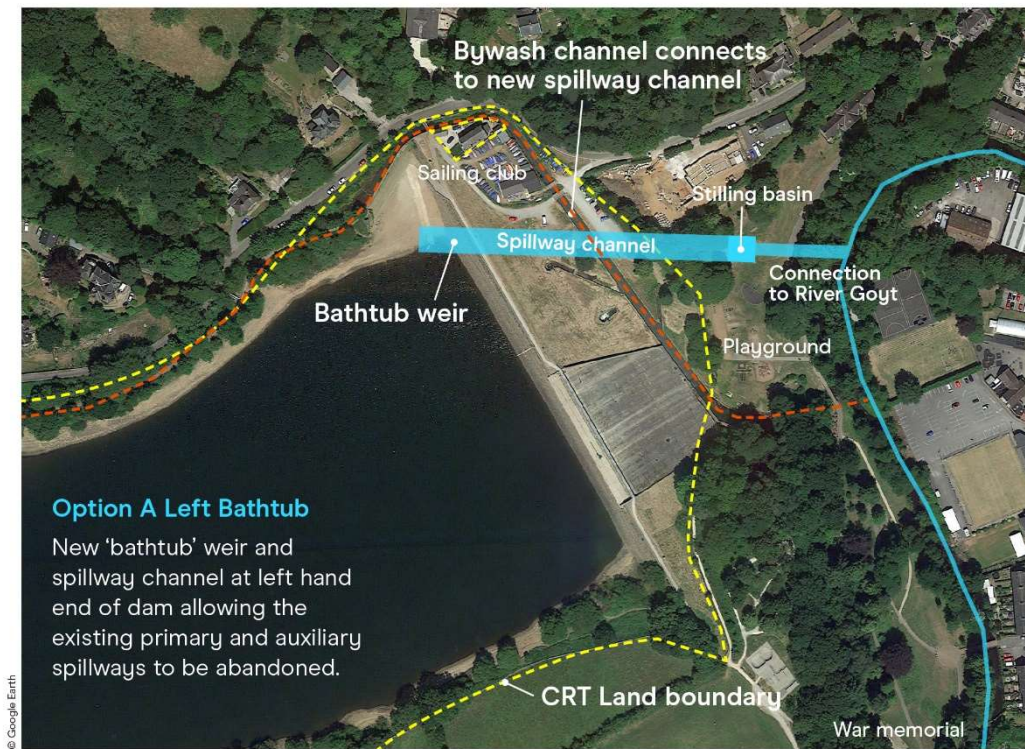 Bywash channel connects
to new spillway channel
Sailing club
Stilling basin
Spillway channel
Connection
to River Goyt
Bathtub weir
Playground
Option A Left Bathtub
New ‘bathtub’ weir and
spillway channel at left hand
end of dam allowing the
existing primary and auxiliary
spillways to be abandoned.
CRT Land boundary
War memorial
© Google Earth